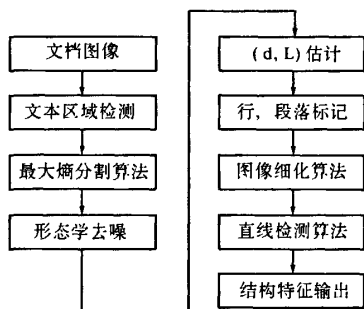 文档图像
文本区域检测
最大熵分割算法
形态学去噪
(d, L) 估计
行, 段落标记
图像细化算法
直线检测算法
结构特征输出